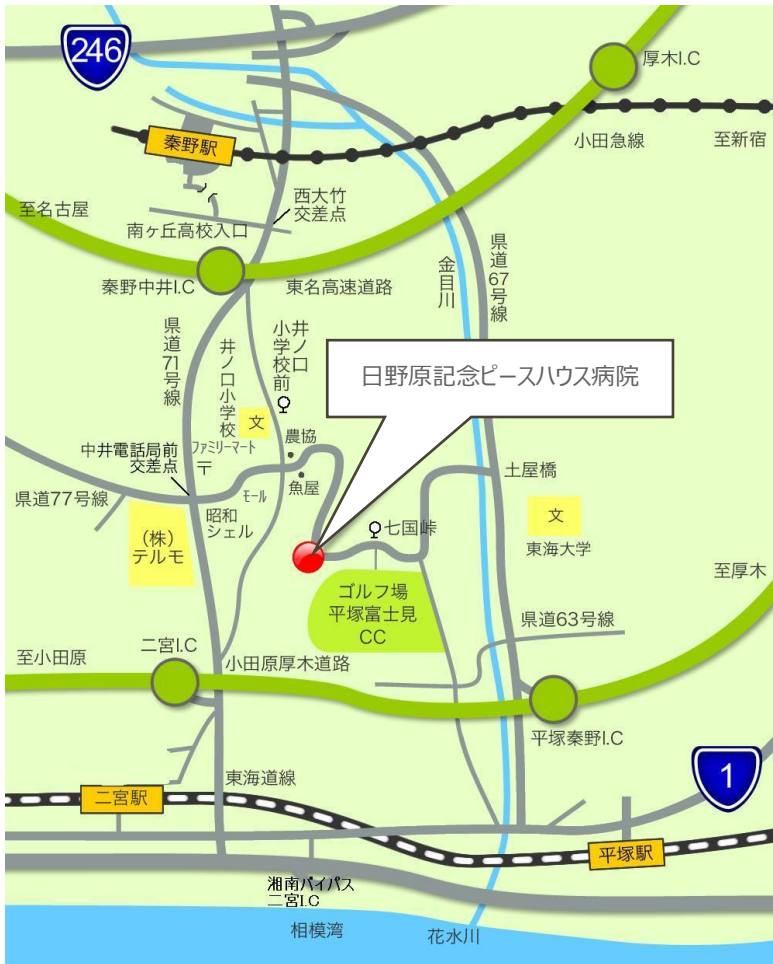 246
厚木I.C
秦野駅
小田急線
至新宿
西大竹
交差点
至名古屋
南ヶ丘高校入口
県道67号線
金目川
秦野中井I.C
東名高速道路
県道71号線
井ノ口小学校
井ノ口
小学校前
日野原記念ピースハウス病院
文
農協
ファミリーマート
中井電話局前
交差点
〒
魚屋
土屋橋
モール
県道77号線
昭和
シェル
文
七国峠
(株)
テルモ
東海大学
至厚木
ゴルフ場
平塚富士見
CC
県道63号線
二宮I.C
至小田原
小田原厚木道路
平塚秦野I.C
東海道線
1
二宮駅
平塚駅
湘南バイパス
二宮I.C
相模湾
花水川